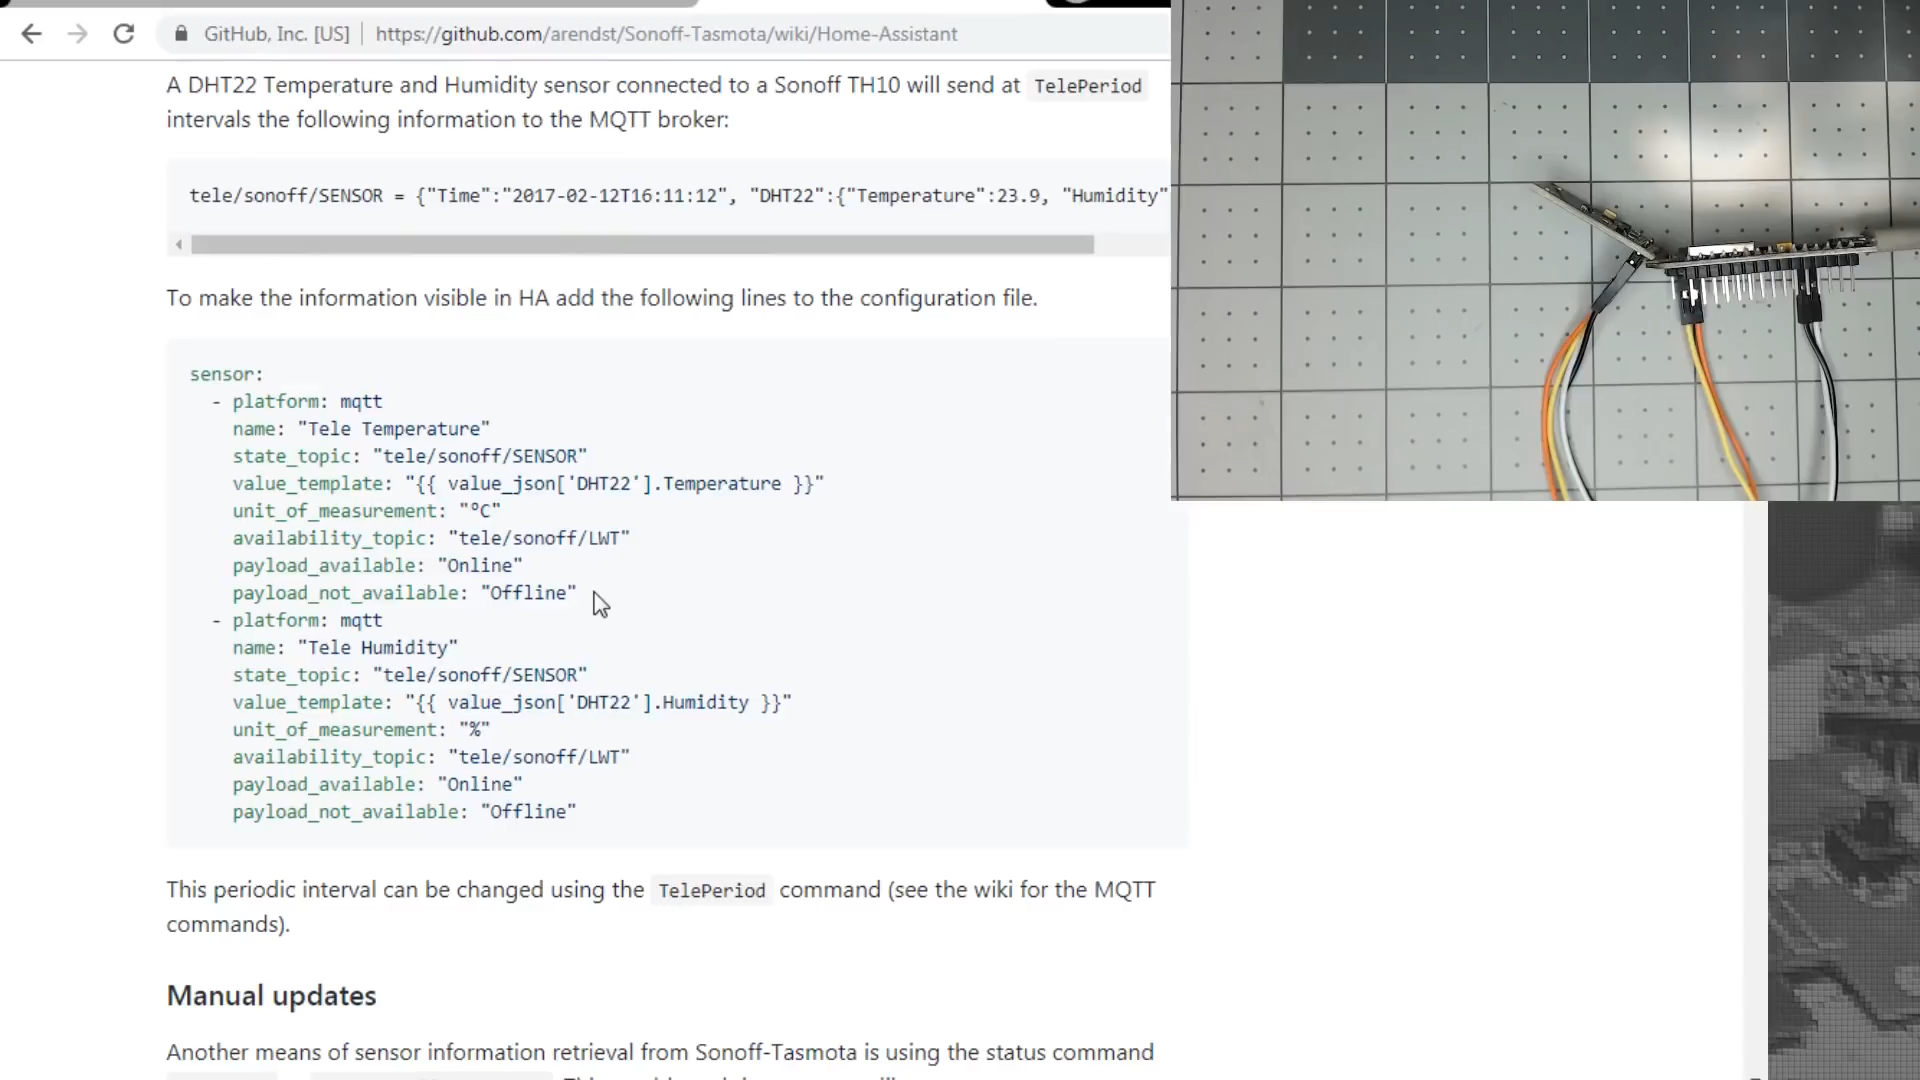 GitHub, Inc. [US] https://github.com/arendst/Sonoff-Tasmota/wiki/Home-Assistant
A DHT22 Temperature and Humidity sensor connected to a Sonoff TH10 will send at TelePeriod
intervals the following information to the MQTT broker:
tele/sonoff/SENSOR = {"Time":"2017-02-12T16:11:12", "DHT22":{"Temperature":23.9, "Humidity"
To make the information visible in HA add the following lines to the configuration file.
sensor:
- platform: mqtt
name: "Tele Temperature"
state_topic: "tele/sonoff/SENSOR"
value_template: "{{ value_json['DHT22'].Temperature }}"
unit_of_measurement: "°C"
availability_topic: "tele/sonoff/LWT"
payload_available: "Online"
payload_not_available: "Offline"
- platform: mqtt
name: "Tele Humidity"
state_topic: "tele/sonoff/SENSOR"
value_template: "{{ value_json['DHT22'].Humidity }}"
unit_of_measurement: "%"
availability_topic: "tele/sonoff/LWT"
payload_available: "Online"
payload_not_available: "Offline"
This periodic interval can be changed using the TelePeriod command (see the wiki for the MQTT
commands).
Manual updates
Another means of sensor information retrieval from Sonoff-Tasmota is using the status command